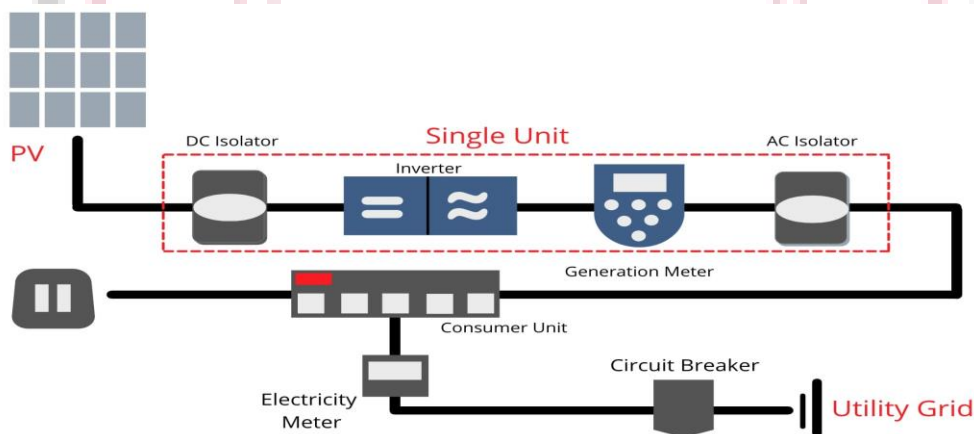 DC Isolator
Single Unit
AC Isolator
PV
Inverter
Generation Meter
Consumer Unit
Circuit Breaker
Electricity
Meter
Utility Grid